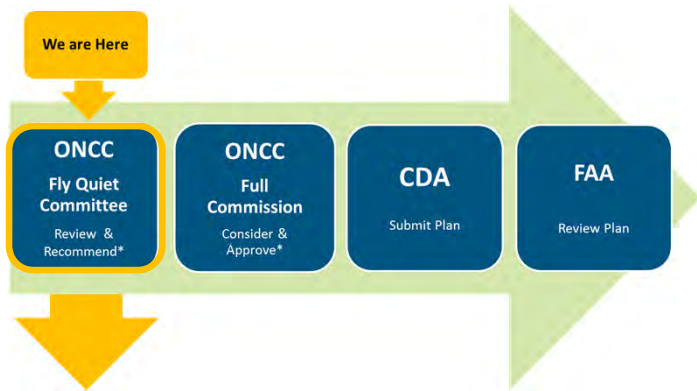 We are Here
ONCC
Fly Quiet
Committee
Review &
Recommend*
ONCC
Full
Commission
Consider &
Approve*
CDA
Submit Plan
FAA
Review Plan